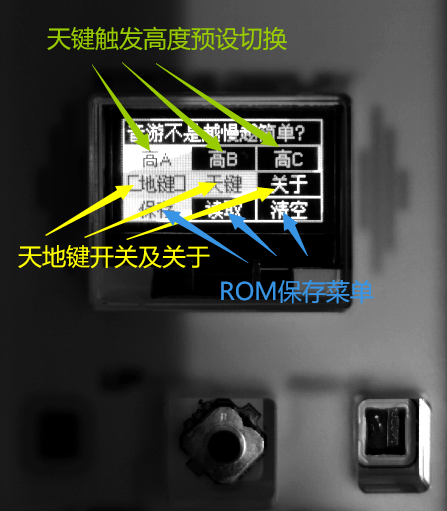 天键触发高度预设切换
音游不是越慢越简单?
高A 高B 高C
地键 天键 关于
保存 读取 清空
天地键开关及关于
ROM保存菜单